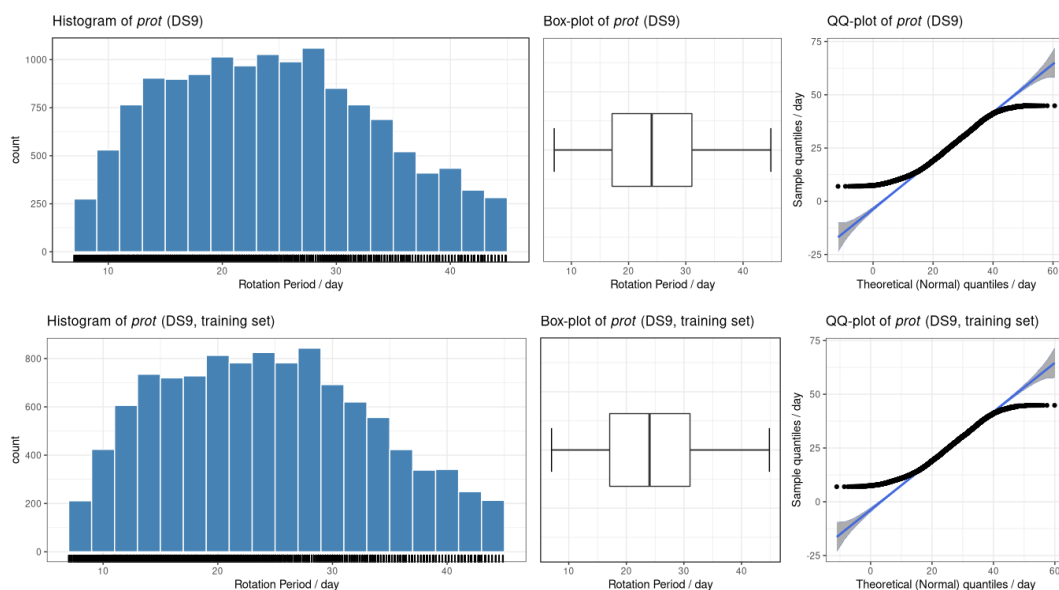 Histogram of prot (DS9)
1000
750
500
250
0
count
10 20 30 40
Rotation Period / day
Box-plot of prot (DS9)
10 20 30 40
Rotation Period / day
QQ-plot of prot (DS9)
75
50
25
0
-25
Sample quantiles / day
0 20 40 60
Theoretical (Normal) quantiles / day
Histogram of prot (DS9, training set)
800
600
400
200
0
count
10 20 30 40
Rotation Period / day
Box-plot of prot (DS9, training set)
10 20 30 40
Rotation Period / day
QQ-plot of prot (DS9, training set)
75
50
25
0
-25
Sample quantiles / day
0 20 40 60
Theoretical (Normal) quantiles / day